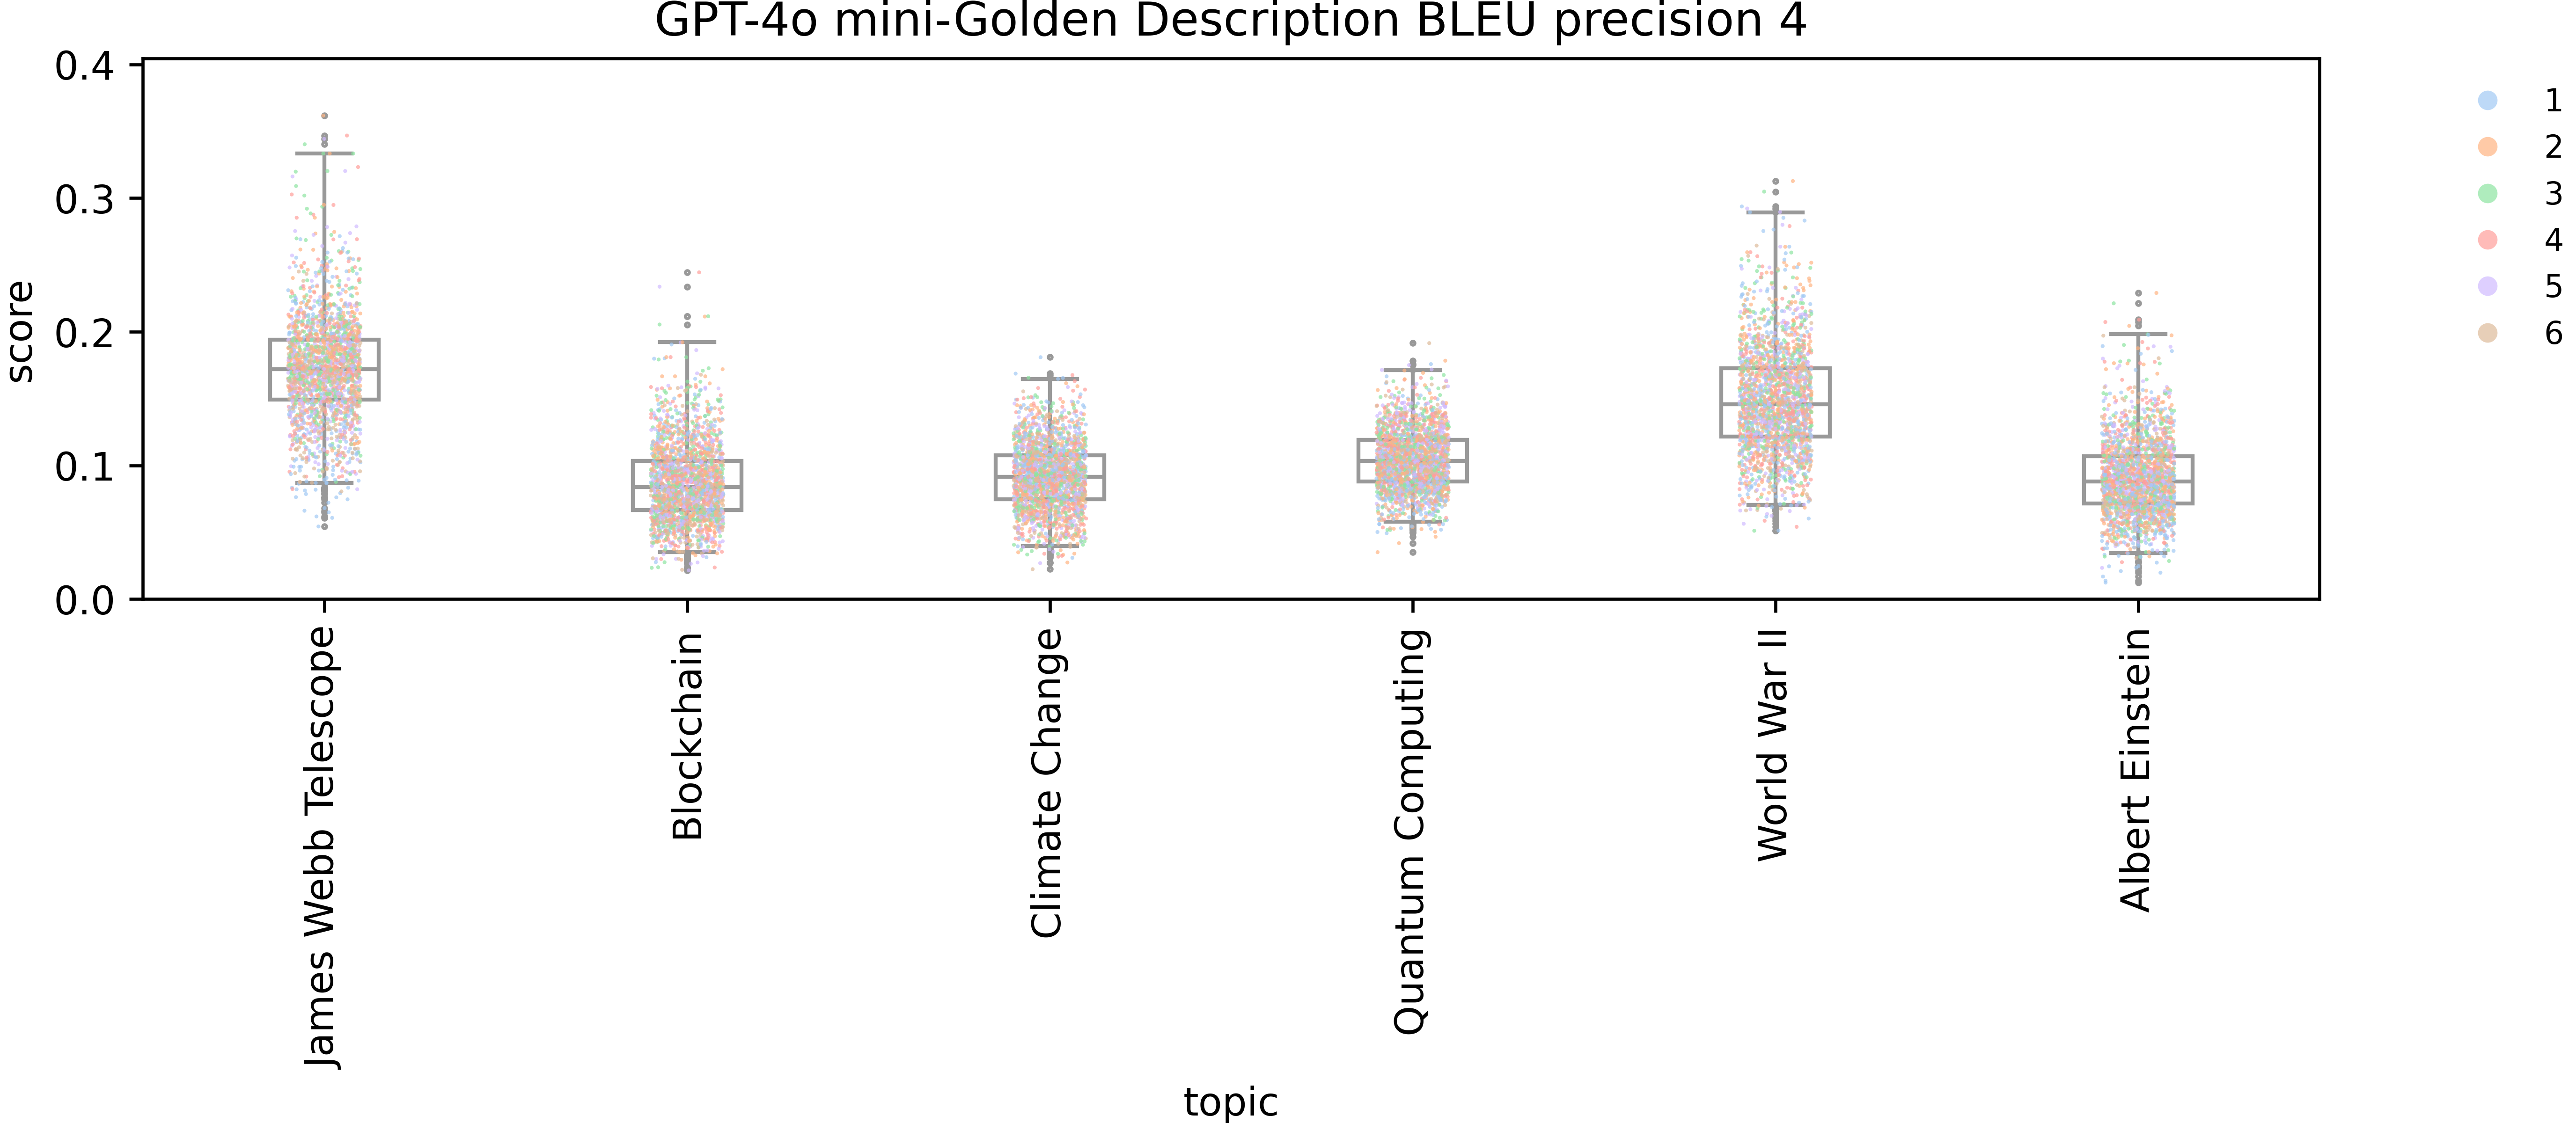 GPT-4o mini-Golden Description BLEU precision 4
score
0.4
0.3
0.2
0.1
0.0
James Webb Telescope
Blockchain
Climate Change
Quantum Computing
World War II
Albert Einstein
topic
1
2
3
4
5
6